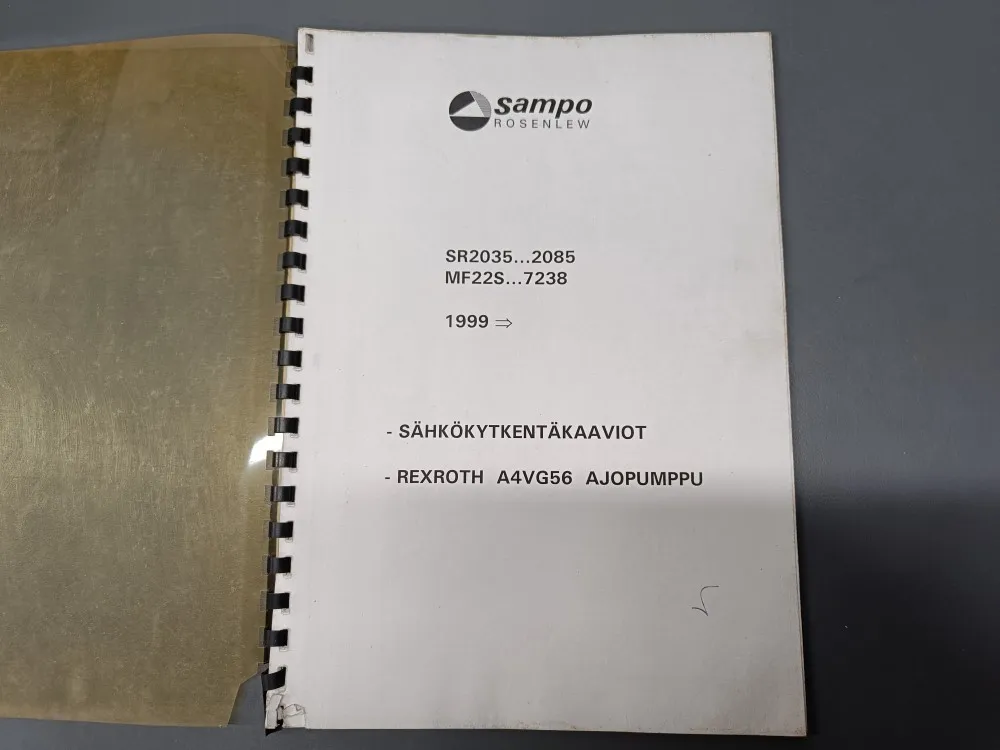 sampo
ROSENLEW
SR2035...2085
MF22S...7238
1999 ⇒
- SÄHKÖKYTKENTÄKAAVIOT
- REXROTH A4VG56 AJOPUMPPU